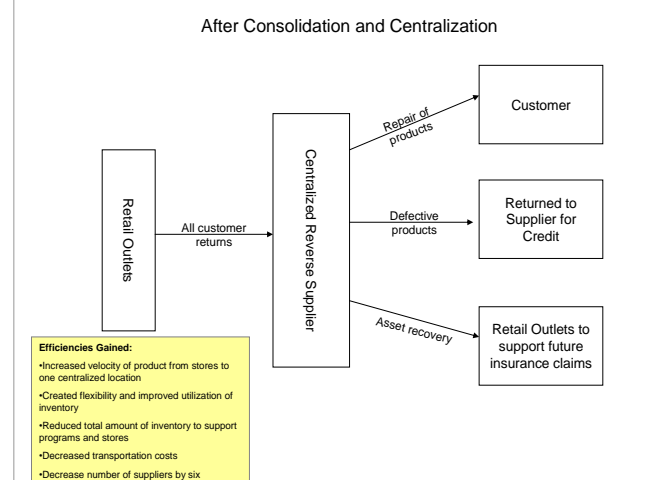 After Consolidation and Centralization
Retail Outlets
All customer
returns
Centralized Reverse Supplier
Repair of
products
Customer
Defective
products
Returned to
Supplier for
Credit
Asset recovery
Retail Outlets to
support future
insurance claims
Efficiencies Gained:
•Increased velocity of product from stores to
one centralized location
•Created flexibility and improved utilization of
inventory
•Reduced total amount of inventory to support
programs and stores
•Decreased transportation costs
•Decrease number of suppliers by six